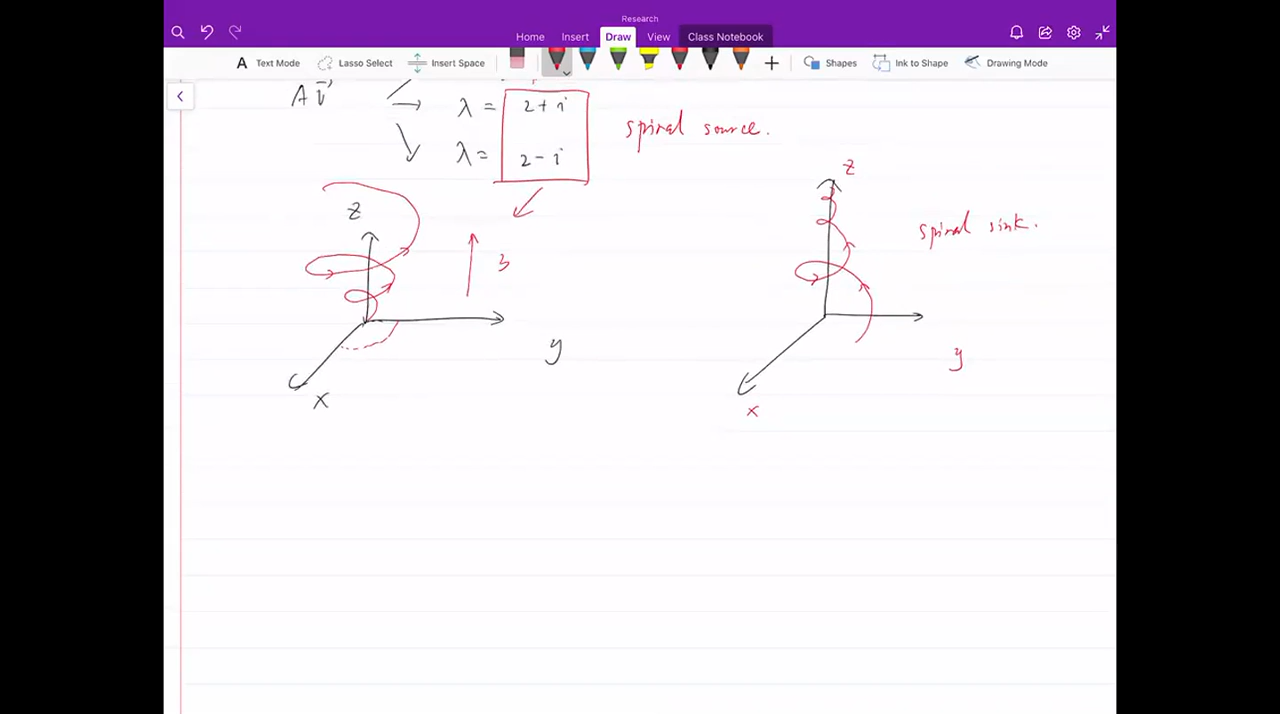 Research
Home Insert Draw View Class Notebook
A Text Mode Lasso Select Insert Space Shapes Ink to Shape Drawing Mode
λ = 2 + i
A v⃗
spiral source.
λ = 2 - i
z
z
spiral sink.
3
y
y
x
x